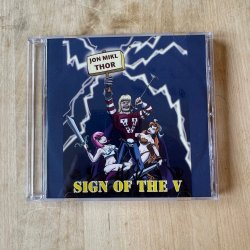 JON MIKL
THOR
V
SIGN OF THE V